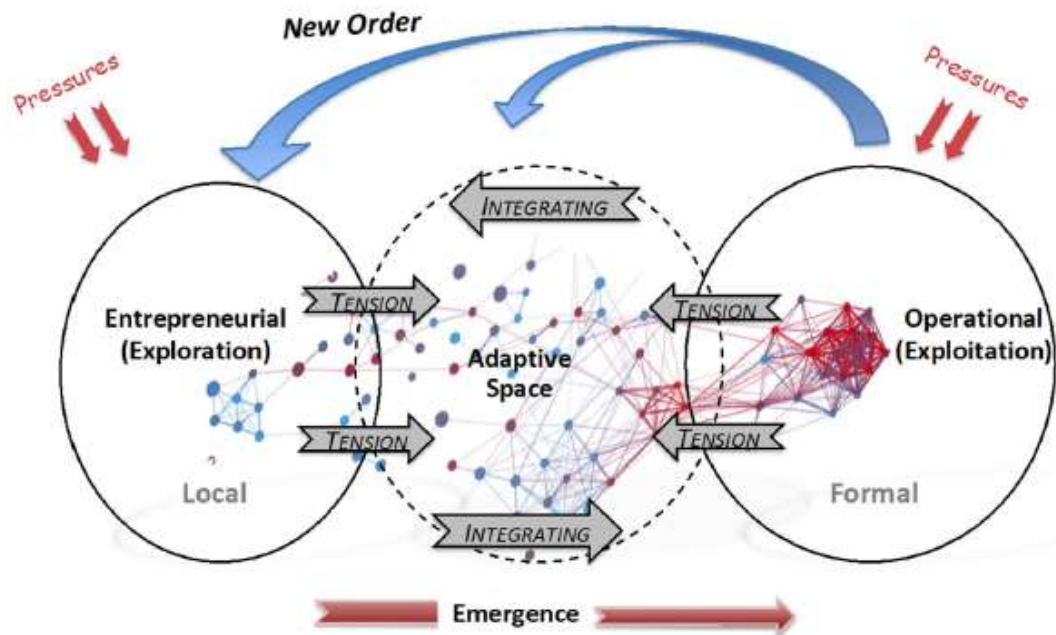 New Order
Pressures
Pressures
INTEGRATING
TENSION
TENSION
Entrepreneurial
(Exploration)
Adaptive
Space
Operational
(Exploitation)
TENSION
TENSION
Local
Formal
INTEGRATING
Emergence